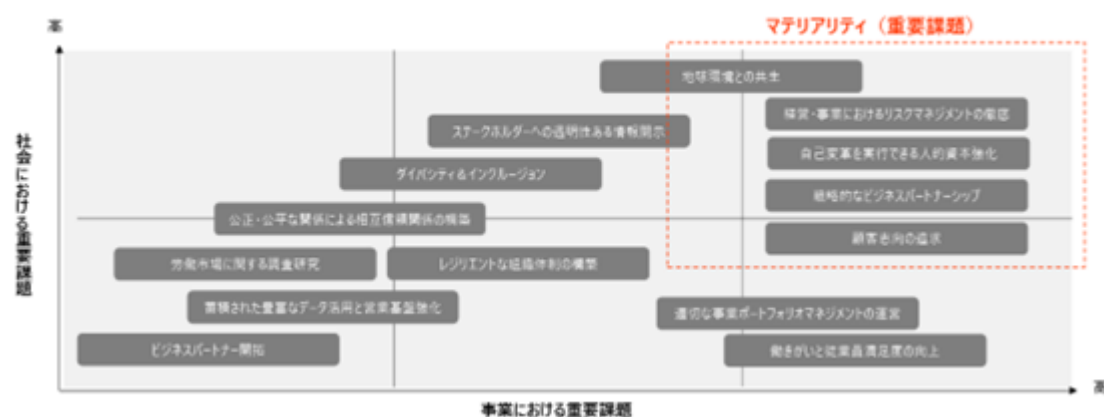 高
マテリアリティ（重要課題）
地球環境との共生
経営・事業におけるリスクマネジメントの徹底
ステークホルダーへの透明性ある情報開示
自己変革を実行できる人的資本強化
ダイバシティ＆インクルージョン
戦略的なビジネスパートナーシップ
公正・公平な関係による相互信頼関係の構築
顧客志向の追求
労働市場に関する調査研究
レジリエントな組織体制の構築
蓄積された豊富なデータ活用と営業基盤強化
適切な事業ポートフォリオマネジメントの運営
ビジネスパートナー開拓
働きがいと従業員満足度の向上
社会における重要課題
事業における重要課題
高